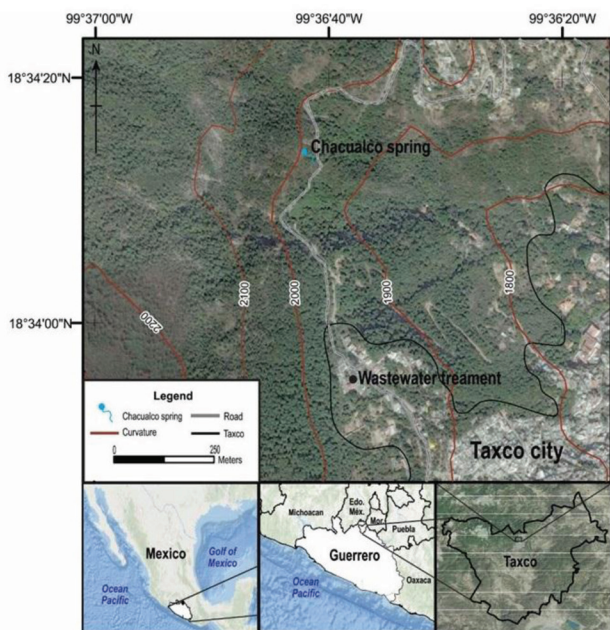 99°37'00"W
99°36'40"W
99°36'20"W
N
18°34'20"N
Chacualco spring
2100
2000
1900
1800
18°34'00"N
2200
Wastewater treament
Legend
Chacualco spring
Road
Curvature
Taxco
0
250
Meters
Taxco city
Mexico
Golf of
Mexico
Ocean
Pacific
Michoacan
Edo.
Méx.
Mor.
Puebla
Guerrero
Oaxaca
Ocean
Pacific
Taxco